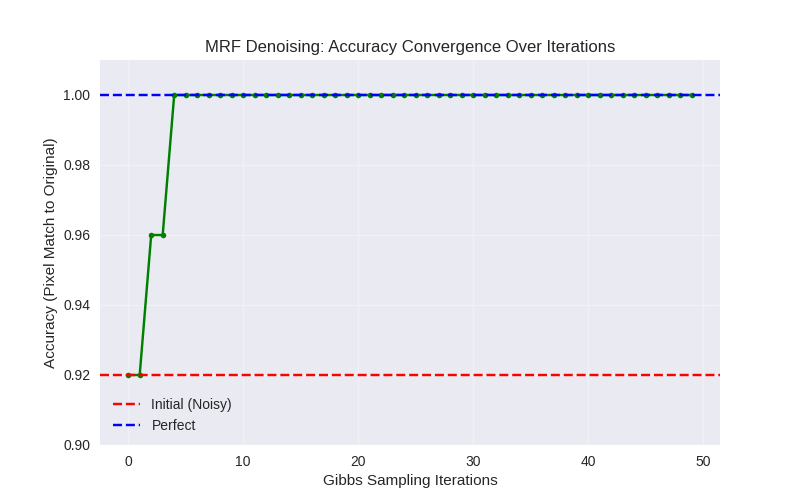 MRF Denoising: Accuracy Convergence Over Iterations
Accuracy (Pixel Match to Original)
1.00
0.98
0.96
0.94
0.92
0.90
Initial (Noisy)
Perfect
0 10 20 30 40 50
Gibbs Sampling Iterations